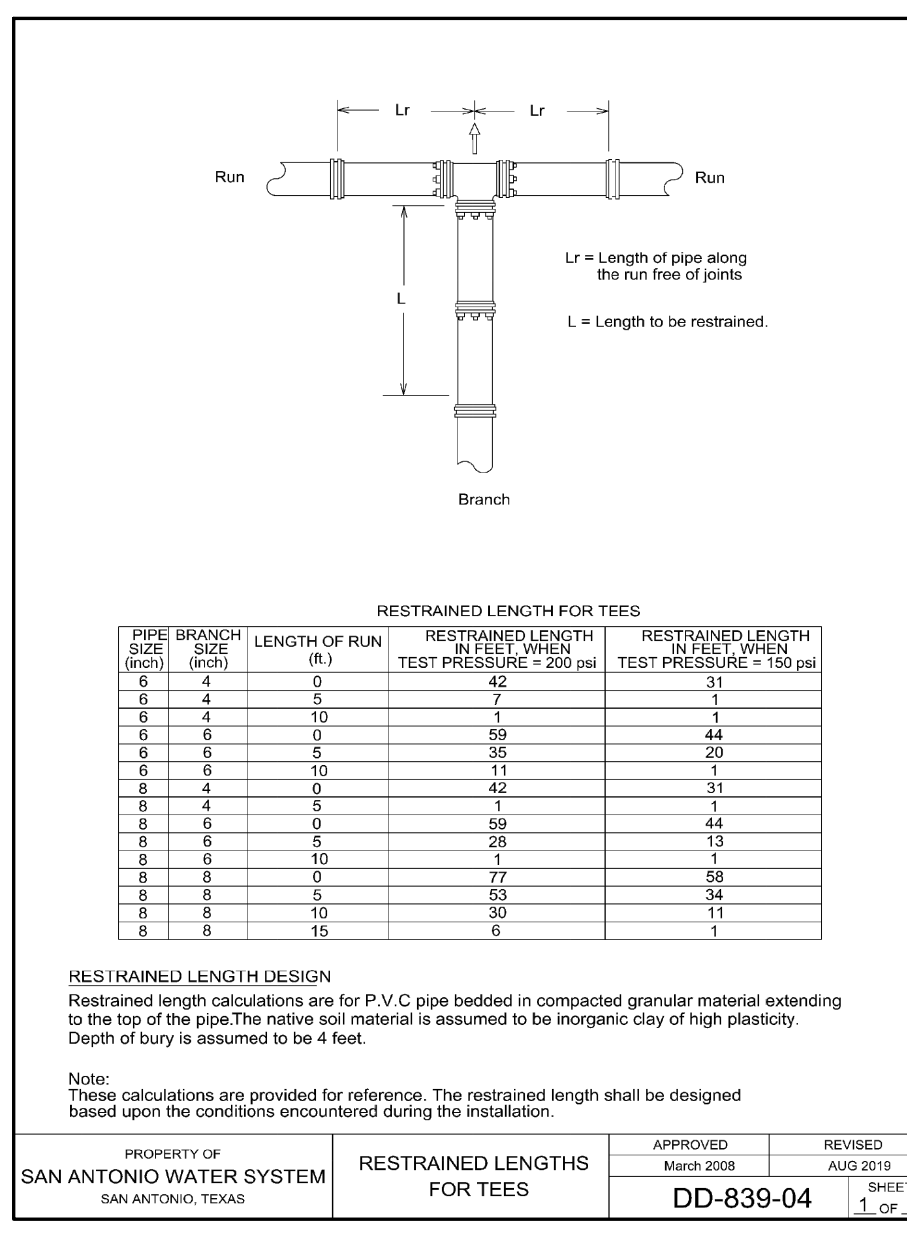 Lr Lr
Run Run
Lr = Length of pipe along
the run free of joints
L
L = Length to be restrained.
Branch
RESTRAINED LENGTH FOR TEES
PIPE SIZE (inch) BRANCH SIZE (inch) LENGTH OF RUN (ft.) RESTRAINED LENGTH IN FEET, WHEN TEST PRESSURE = 200 psi RESTRAINED LENGTH IN FEET, WHEN TEST PRESSURE = 150 psi
6 4 0 42 31
6 4 5 7 1
6 4 10 1 1
6 6 0 59 44
6 6 5 35 20
6 6 10 11 1
8 4 0 42 31
8 4 5 1 1
8 6 0 59 44
8 6 5 28 13
8 6 10 1 1
8 8 0 77 58
8 8 5 53 34
8 8 10 30 11
8 8 15 6 1
RESTRAINED LENGTH DESIGN
Restrained length calculations are for P.V.C pipe bedded in compacted granular material extending
to the top of the pipe.The native soil material is assumed to be inorganic clay of high plasticity.
Depth of bury is assumed to be 4 feet.
Note:
These calculations are provided for reference. The restrained length shall be designed
based upon the conditions encountered during the installation.
PROPERTY OF
SAN ANTONIO WATER SYSTEM
SAN ANTONIO, TEXAS
RESTRAINED LENGTHS
FOR TEES
APPROVED REVISED
March 2008 AUG 2019
DD-839-04
SHEET
1 OF